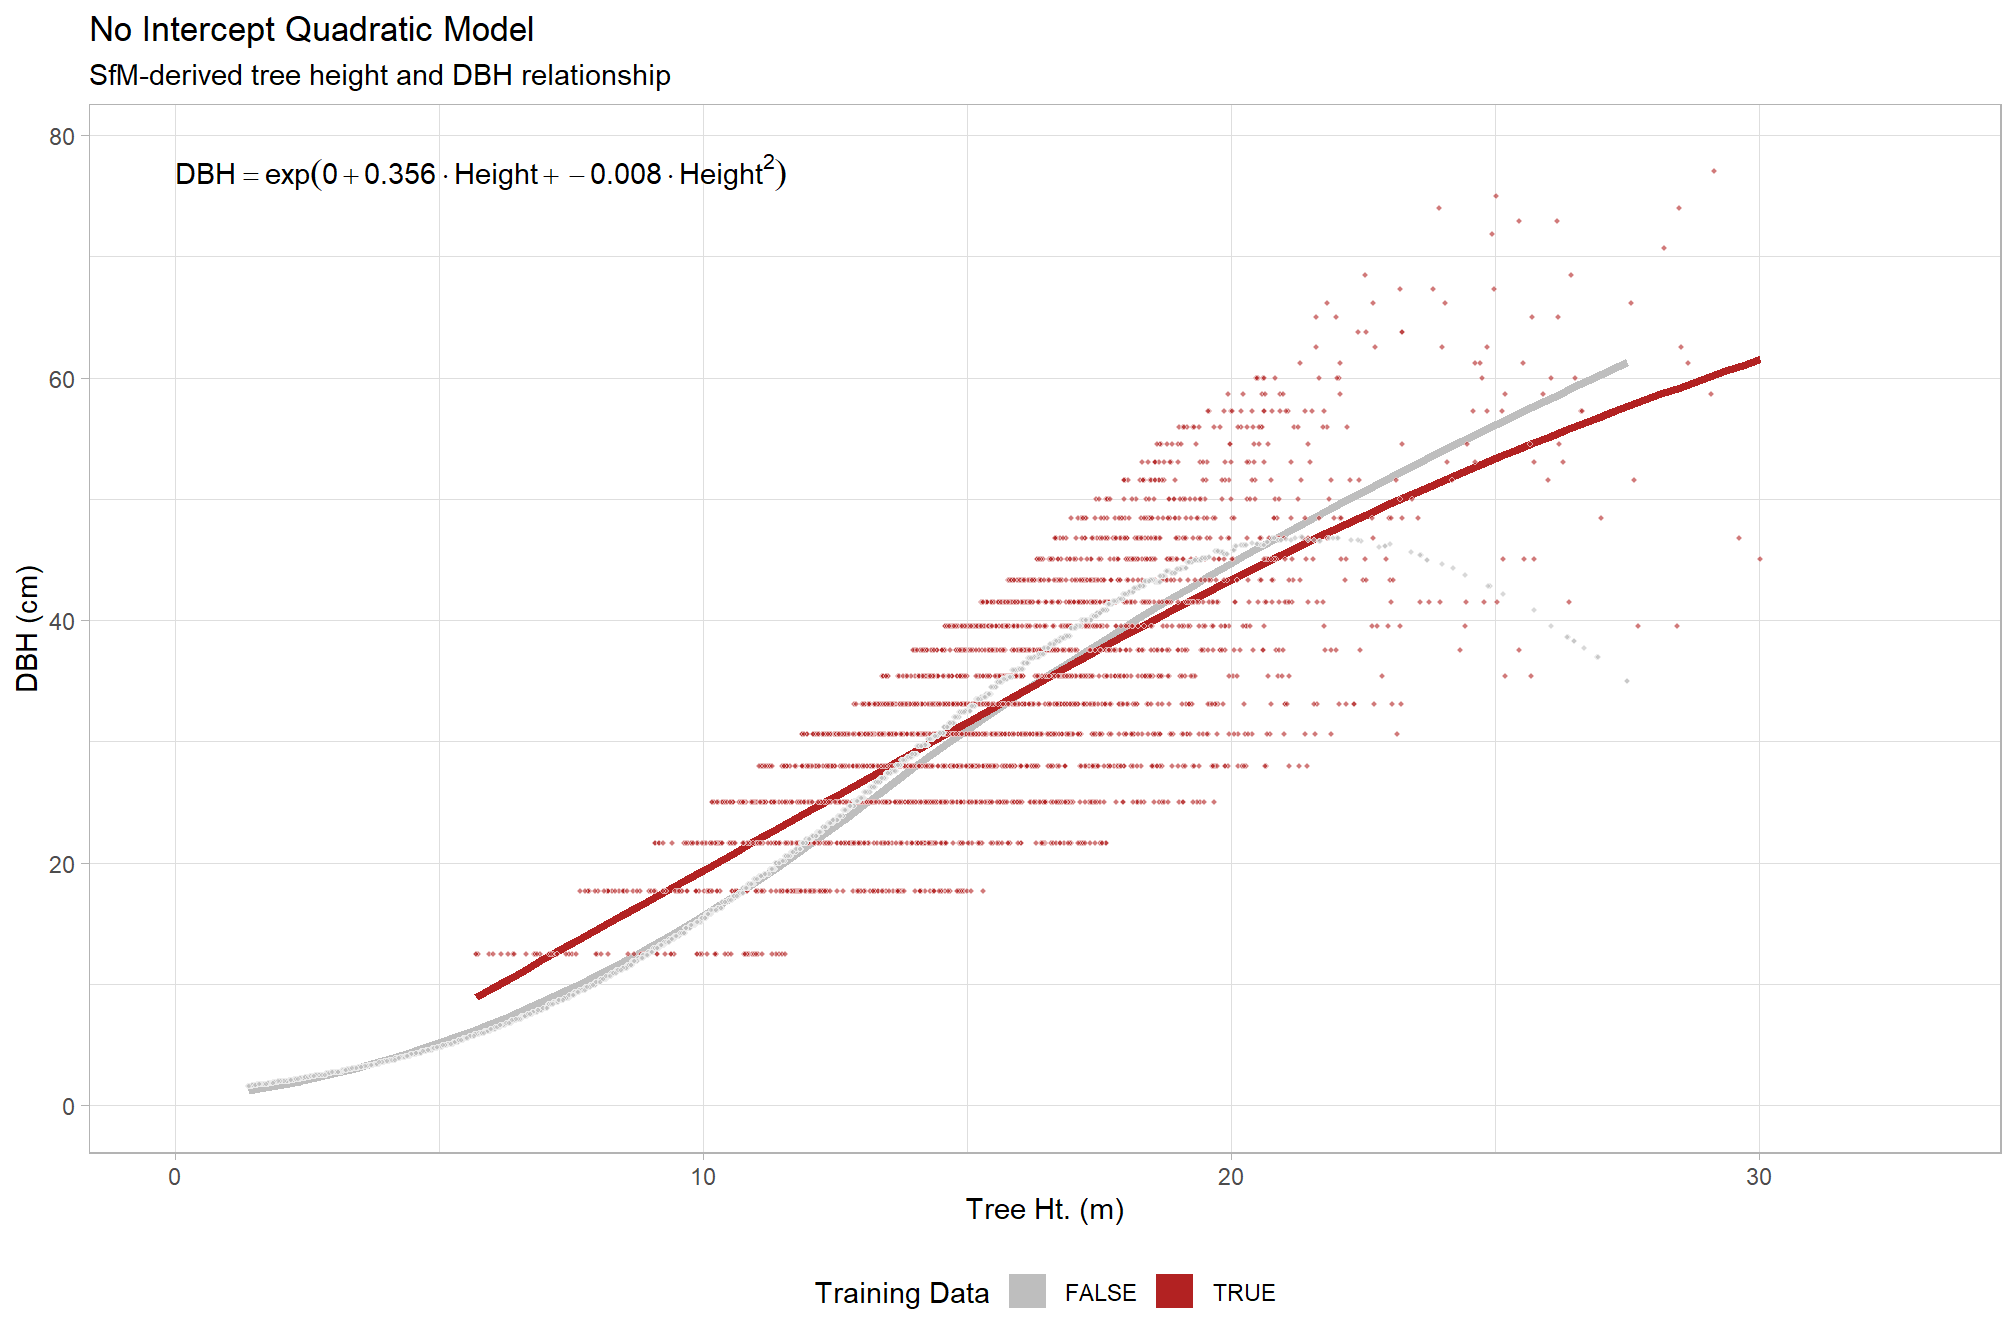 No Intercept Quadratic Model
SfM-derived tree height and DBH relationship
DBH = exp(0 + 0.356 · Height + − 0.008 · Height²)
80
60
40
20
0
DBH (cm)
0 10 20 30
Tree Ht. (m)
Training Data FALSE TRUE